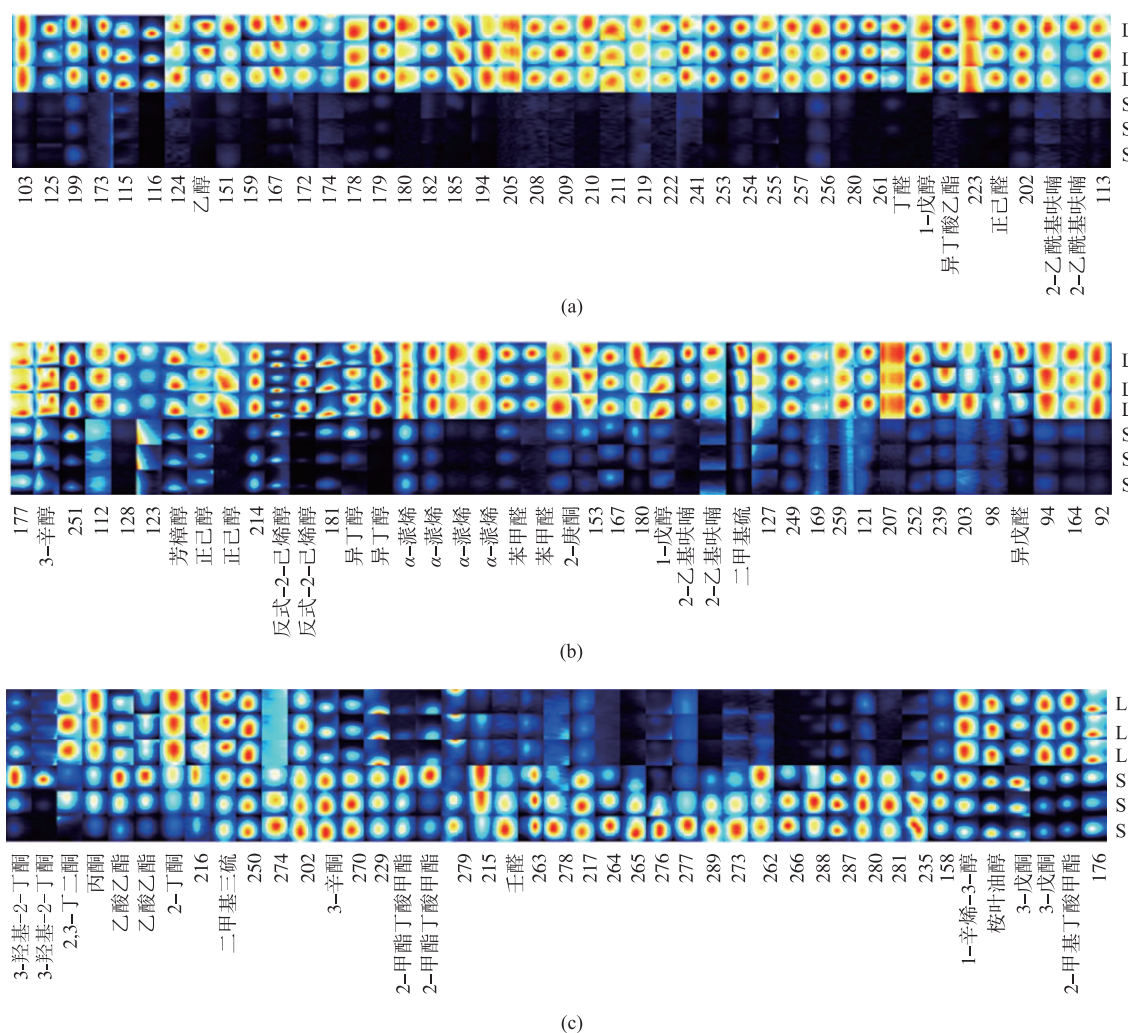 L
L
L
S
S
S
103
125
199
173
115
116
124
乙醇
151
159
167
172
174
178
179
180
182
185
194
205
208
209
210
211
219
222
241
253
254
255
257
256
280
261
丁醛
1-戊醇
异丁酸乙酯
223
正己醛
202
2-乙酰基呋喃
2-乙酰基呋喃
113
(a)
L
L
L
S
S
S
177
3-辛醇
251
112
128
123
芳樟醇
正己醇
正己醇
214
反式-2-己烯醇
反式-2-己烯醇
181
异丁醇
异丁醇
α-蒎烯
α-蒎烯
α-蒎烯
α-蒎烯
苯甲醛
苯甲醛
2-庚酮
153
167
180
1-戊醇
2-乙基呋喃
2-乙基呋喃
二甲基硫
127
249
169
259
121
207
252
239
203
98
异戊醛
94
164
92
(b)
L
L
L
S
S
S
3-羟基-2-丁酮
3-羟基-2-丁酮
2,3-丁二酮
丙酮
乙酸乙酯
乙酸乙酯
2-丁酮
216
二甲基三硫
250
274
202
3-辛酮
270
229
2-甲酯丁酸甲酯
2-甲酯丁酸甲酯
279
215
壬醛
263
278
217
264
265
276
277
289
273
262
266
288
287
280
281
235
158
1-辛烯-3-醇
桉叶油醇
3-戊酮
3-戊酮
2-甲基丁酸甲酯
176
(c)